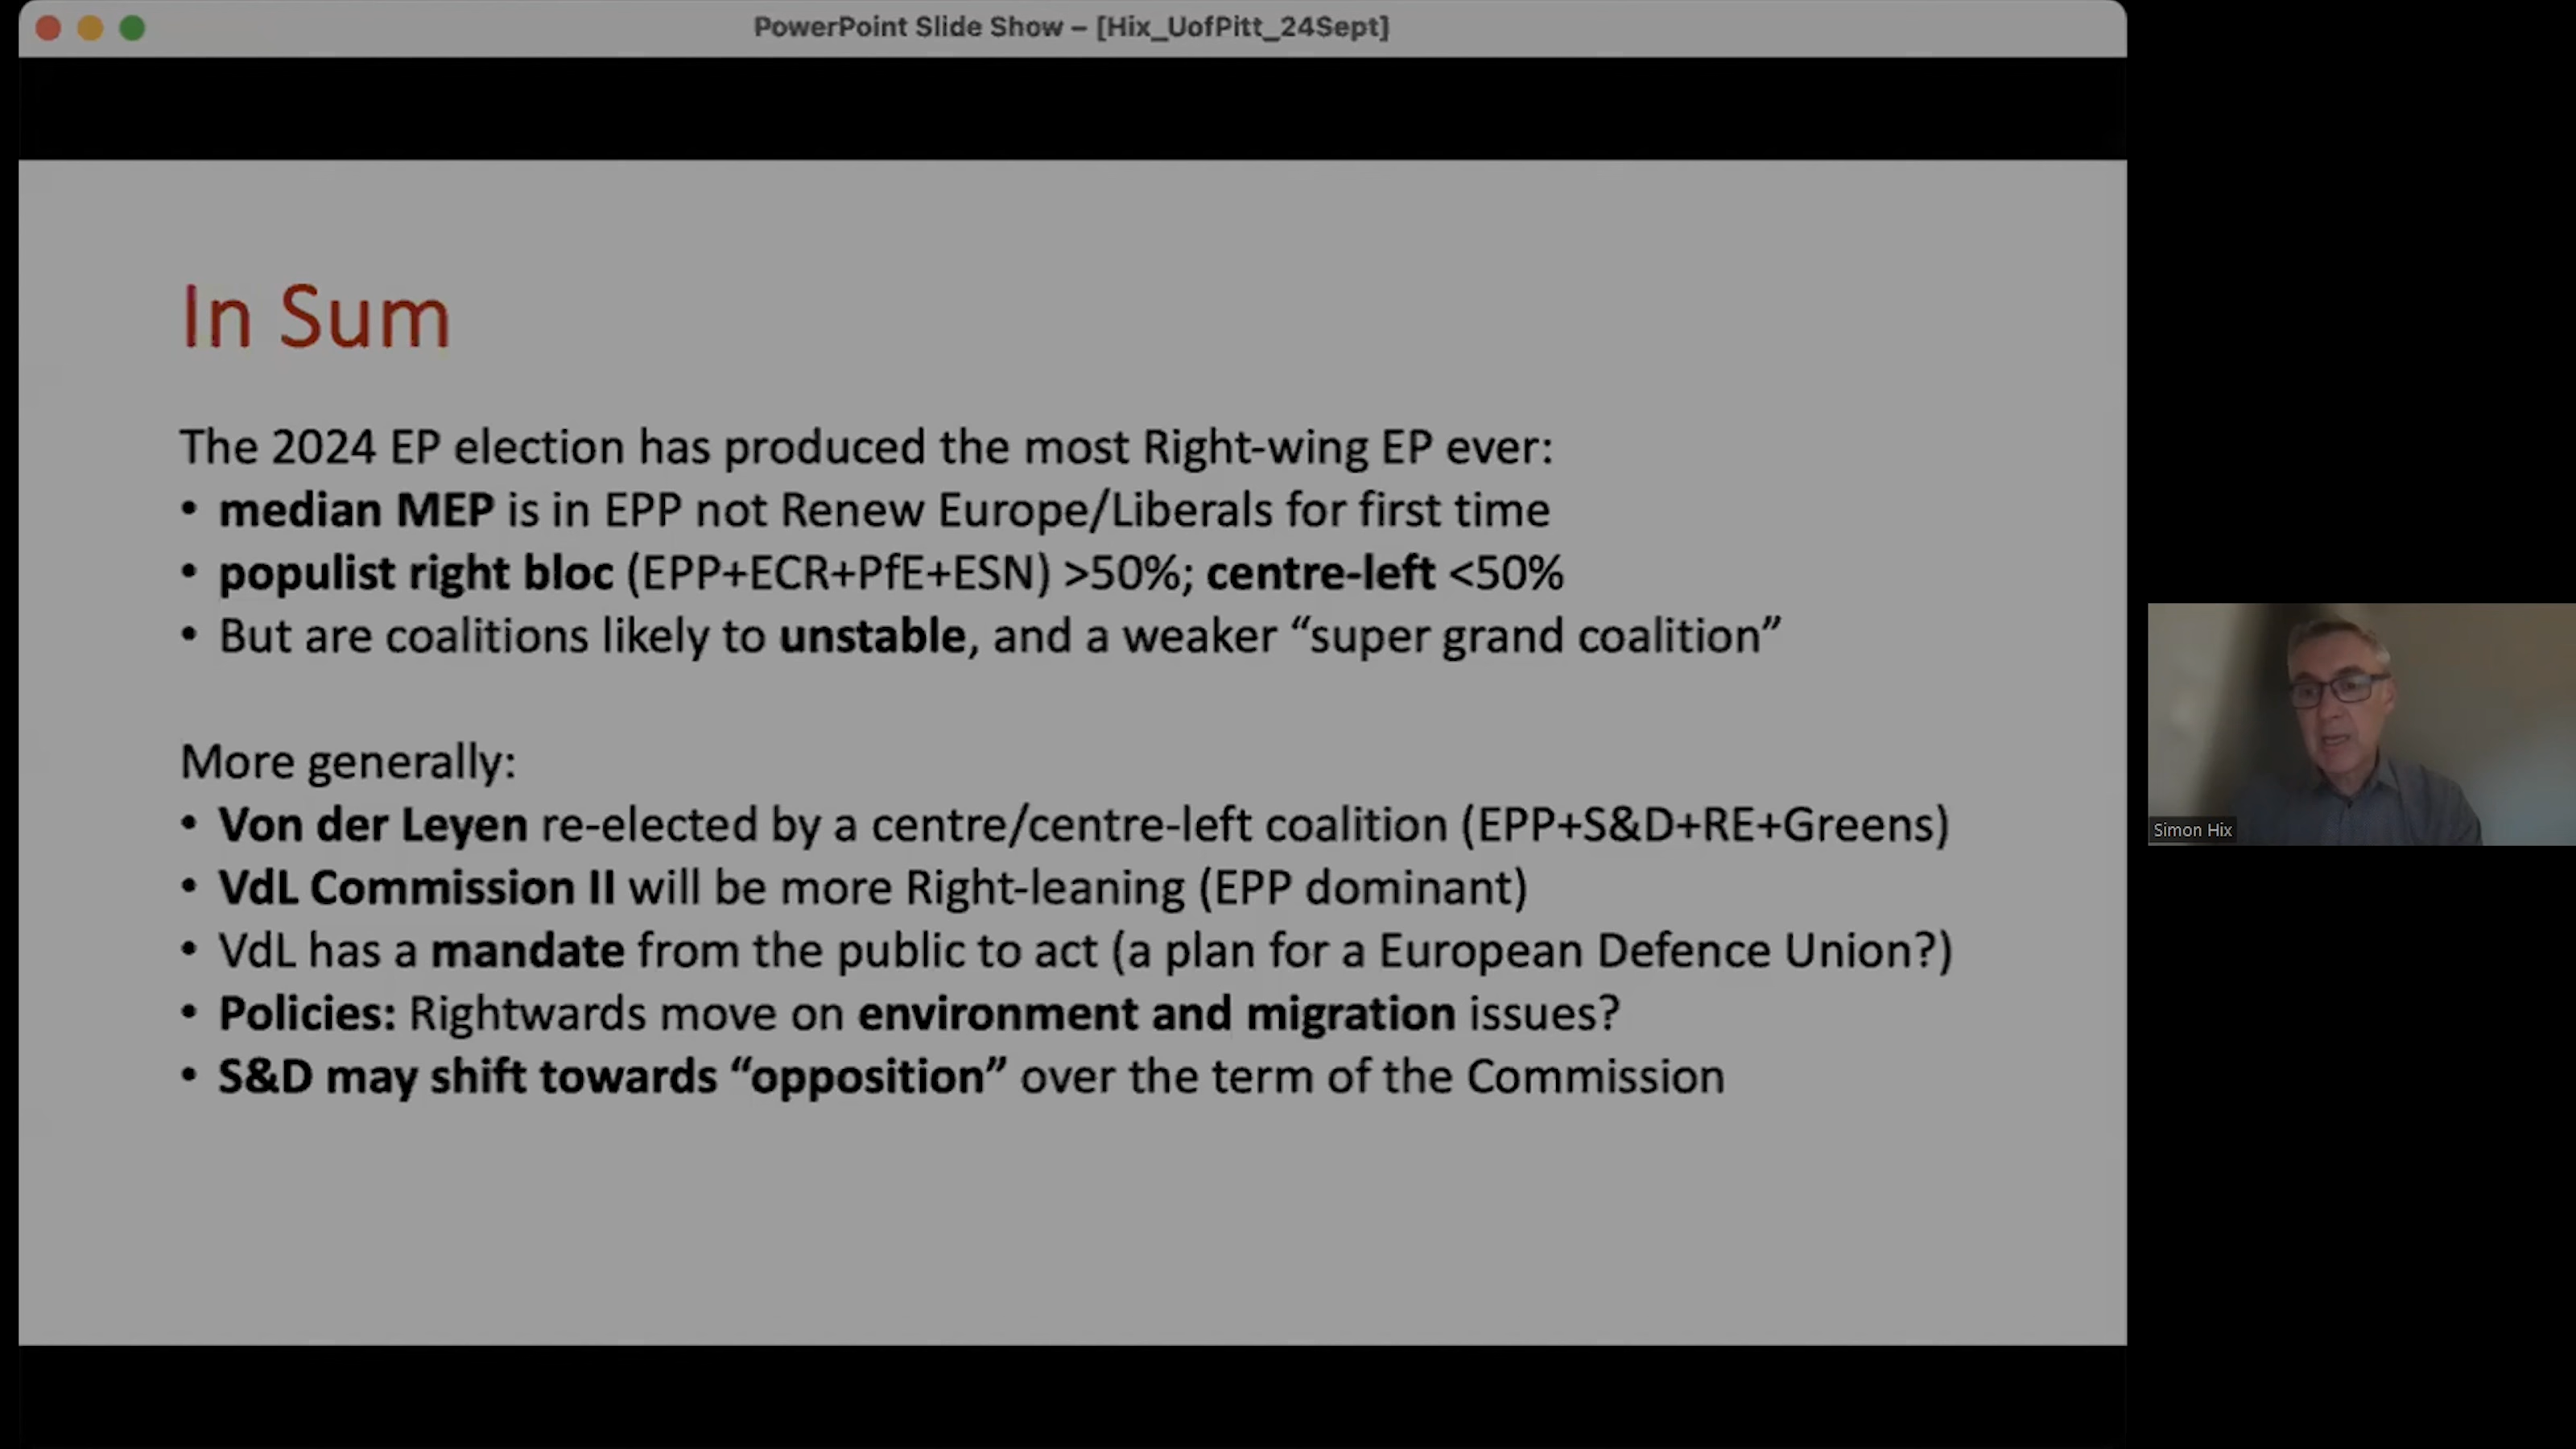 PowerPoint Slide Show – [Hix_UofPitt_24Sept]
In Sum
The 2024 EP election has produced the most Right-wing EP ever:
• median MEP is in EPP not Renew Europe/Liberals for first time
• populist right bloc (EPP+ECR+PfE+ESN) >50%; centre-left <50%
• But are coalitions likely to unstable, and a weaker “super grand coalition”
More generally:
• Von der Leyen re-elected by a centre/centre-left coalition (EPP+S&D+RE+Greens)
• VdL Commission II will be more Right-leaning (EPP dominant)
• VdL has a mandate from the public to act (a plan for a European Defence Union?)
• Policies: Rightwards move on environment and migration issues?
• S&D may shift towards “opposition” over the term of the Commission
Simon Hix